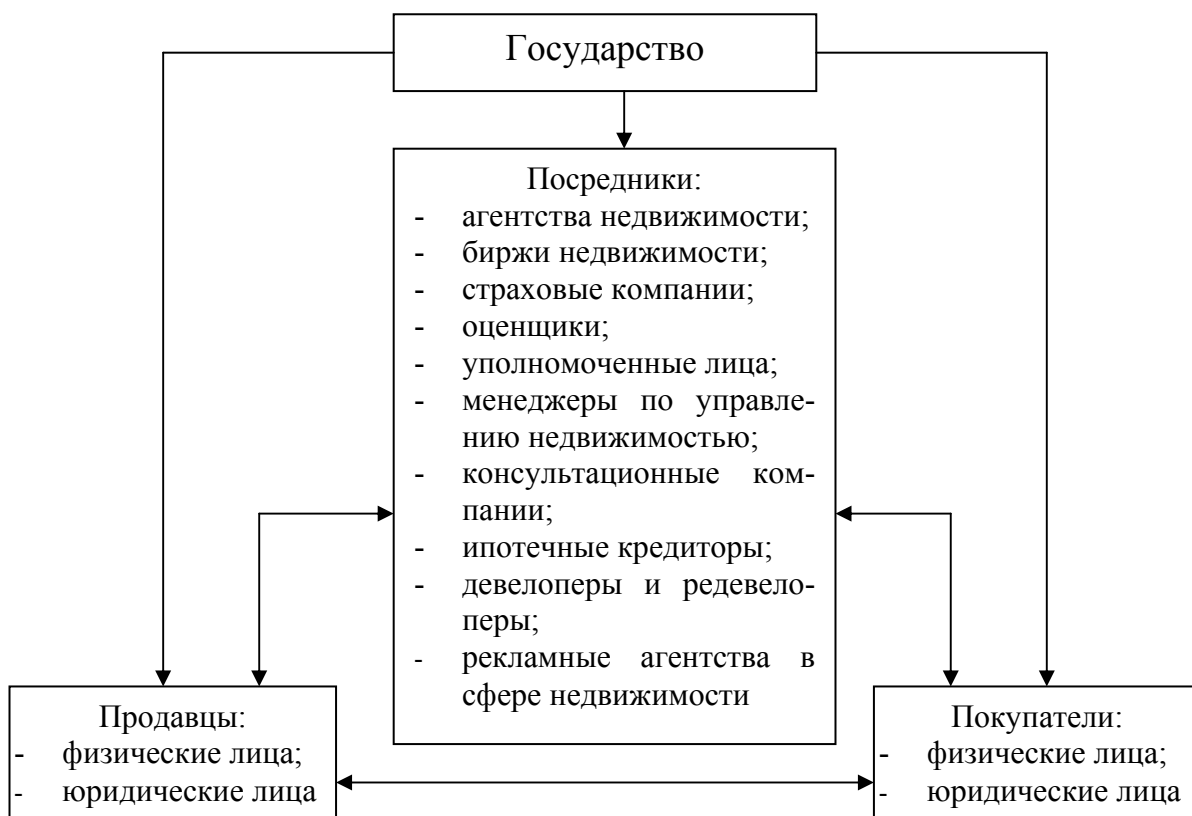 Государство
Посредники:
- агентства недвижимости;
- биржи недвижимости;
- страховые компании;
- оценщики;
- уполномоченные лица;
- менеджеры по управле-
нию недвижимостью;
- консультационные ком-
пании;
- ипотечные кредиторы;
- девелоперы и редевело-
перы;
- рекламные агентства в
сфере недвижимости
Продавцы:
- физические лица;
- юридические лица
Покупатели:
- физические лица;
- юридические лица